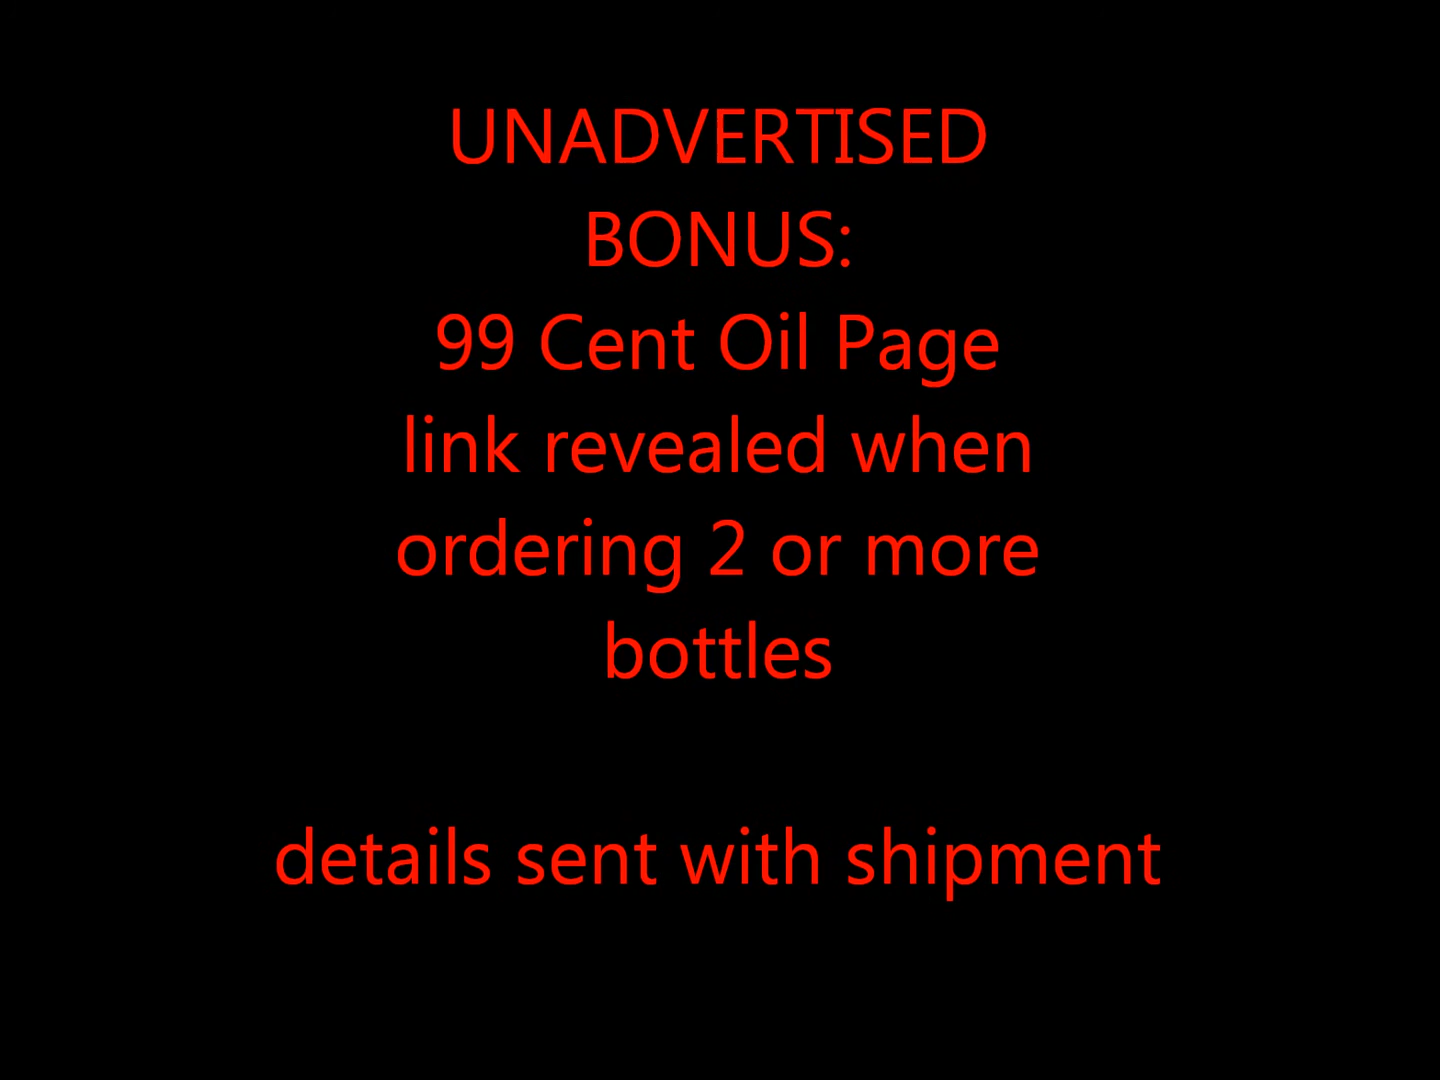 UNADVERTISED
BONUS:
99 Cent Oil Page
link revealed when
ordering 2 or more
bottles
details sent with shipment